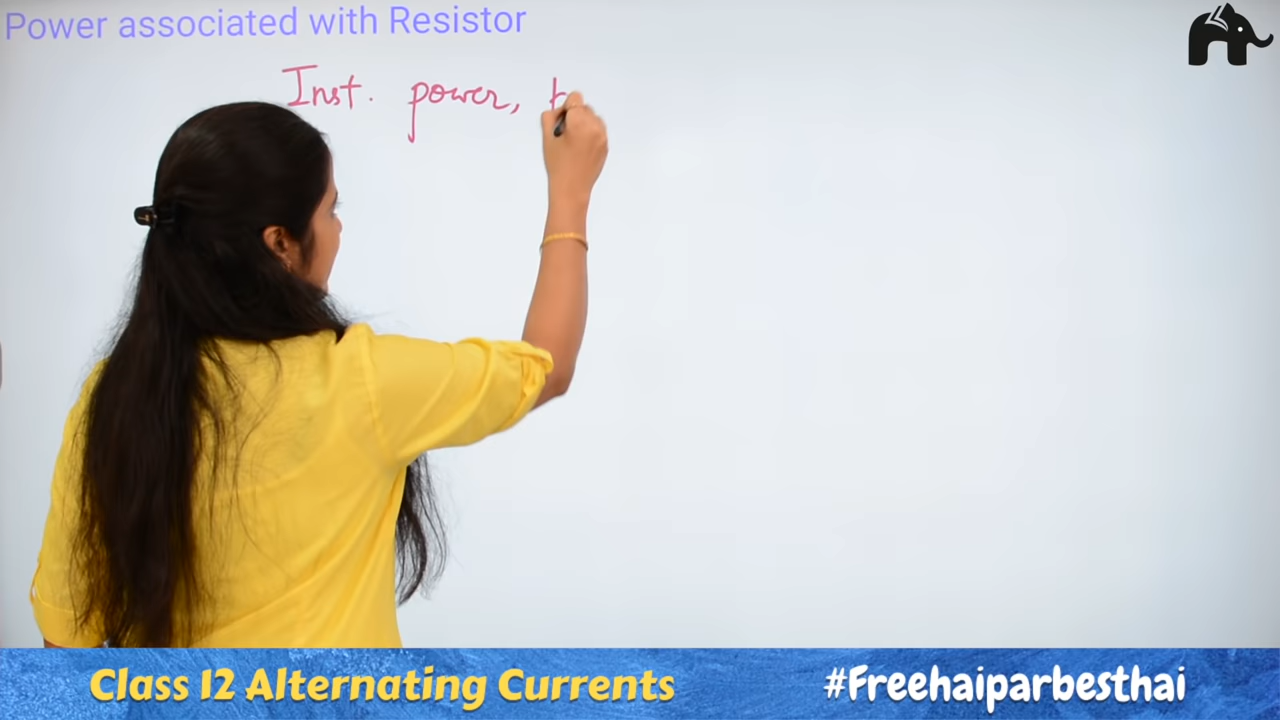 Power associated with Resistor
Inst. power,
Class 12 Alternating Currents
#Freehaiparbesthai